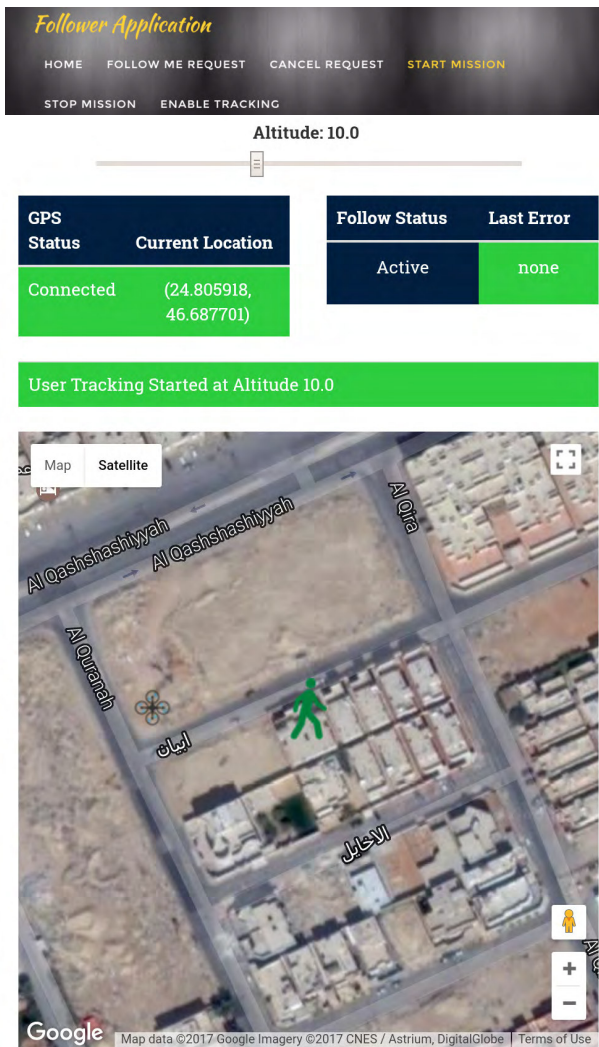 Follower Application
HOME FOLLOW ME REQUEST CANCEL REQUEST START MISSION
STOP MISSION ENABLE TRACKING
Altitude: 10.0
GPS Status Current Location
Connected (24.805918, 46.687701)
Follow Status Last Error
Active none
User Tracking Started at Altitude 10.0
Map Satellite
Al Qashshashiyyah
Al Qashshashiyyah
Al Qira
Al Quranah
ابيان
الاخايل
Google
Map data ©2017 Google Imagery ©2017 CNES / Astrium, DigitalGlobe
Terms of Use